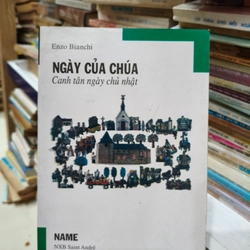 Enzo Bianchi
NGÀY CỦA CHÚA
Canh tân ngày chủ nhật
NAME
NXB Saint André